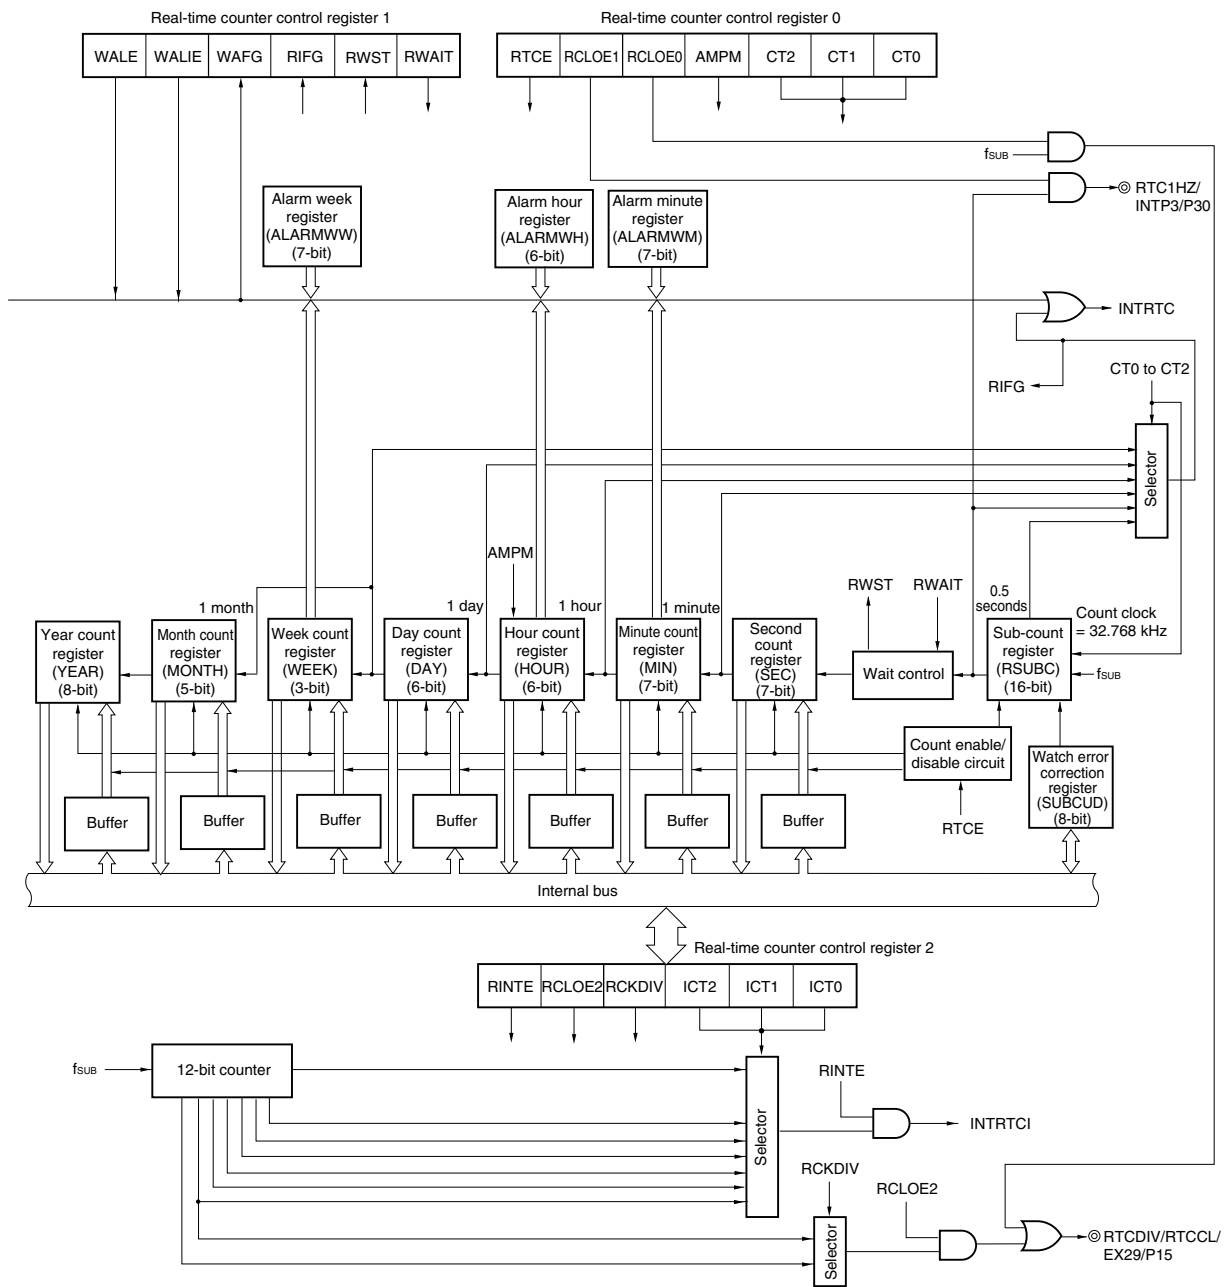 Real-time counter control register 1
Real-time counter control register 0
WALE WALIE WAFG RIFG RWST RWAIT
RTCE RCLOE1 RCLOE0 AMPM CT2 CT1 CT0
fSUB
RTC1HZ/
INTP3/P30
Alarm week
register
(ALARMWW)
(7-bit)
Alarm hour
register
(ALARMWH)
(6-bit)
Alarm minute
register
(ALARMWM)
(7-bit)
INTRTC
RIFG
CT0 to CT2
Selector
AMPM
RWST
RWAIT
0.5
seconds
Count clock
= 32.768 kHz
1 month
1 day
1 hour
1 minute
Year count
register
(YEAR)
(8-bit)
Month count
register
(MONTH)
(5-bit)
Week count
register
(WEEK)
(3-bit)
Day count
register
(DAY)
(6-bit)
Hour count
register
(HOUR)
(6-bit)
Minute count
register
(MIN)
(7-bit)
Second
count
register
(SEC)
(7-bit)
Wait control
Sub-count
register
(RSUBC)
(16-bit)
fSUB
Count enable/
disable circuit
RTCE
Watch error
correction
register
(SUBCUD)
(8-bit)
Buffer
Buffer
Buffer
Buffer
Buffer
Buffer
Buffer
Internal bus
Real-time counter control register 2
RINTE RCLOE2 RCKDIV ICT2 ICT1 ICT0
fSUB
12-bit counter
Selector
RINTE
INTRTCI
RCKDIV
Selector
RCLOE2
RTCDIV/RTCCL/
EX29/P15